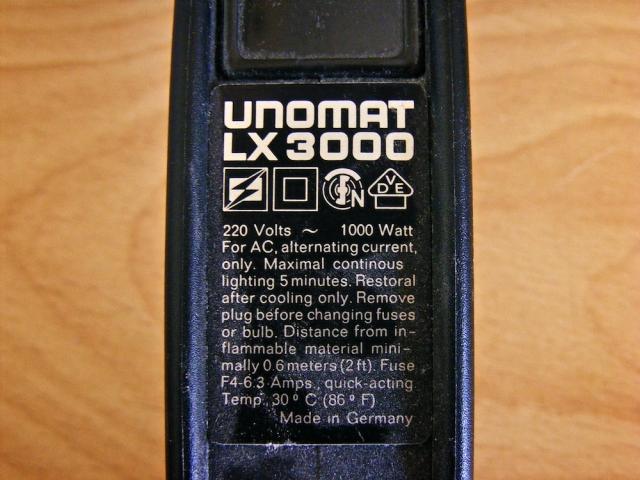 UNOMAT
LX 3000
N D V E
220 Volts ~ 1000 Watt
For AC, alternating current,
only. Maximal continous
lighting 5 minutes. Restoral
after cooling only. Remove
plug before changing fuses
or bulb. Distance from in-
flammable material mini-
mally 0.6 meters (2 ft). Fuse
F4-6.3 Amps., quick-acting
Temp. 30° C (86° F)
Made in Germany